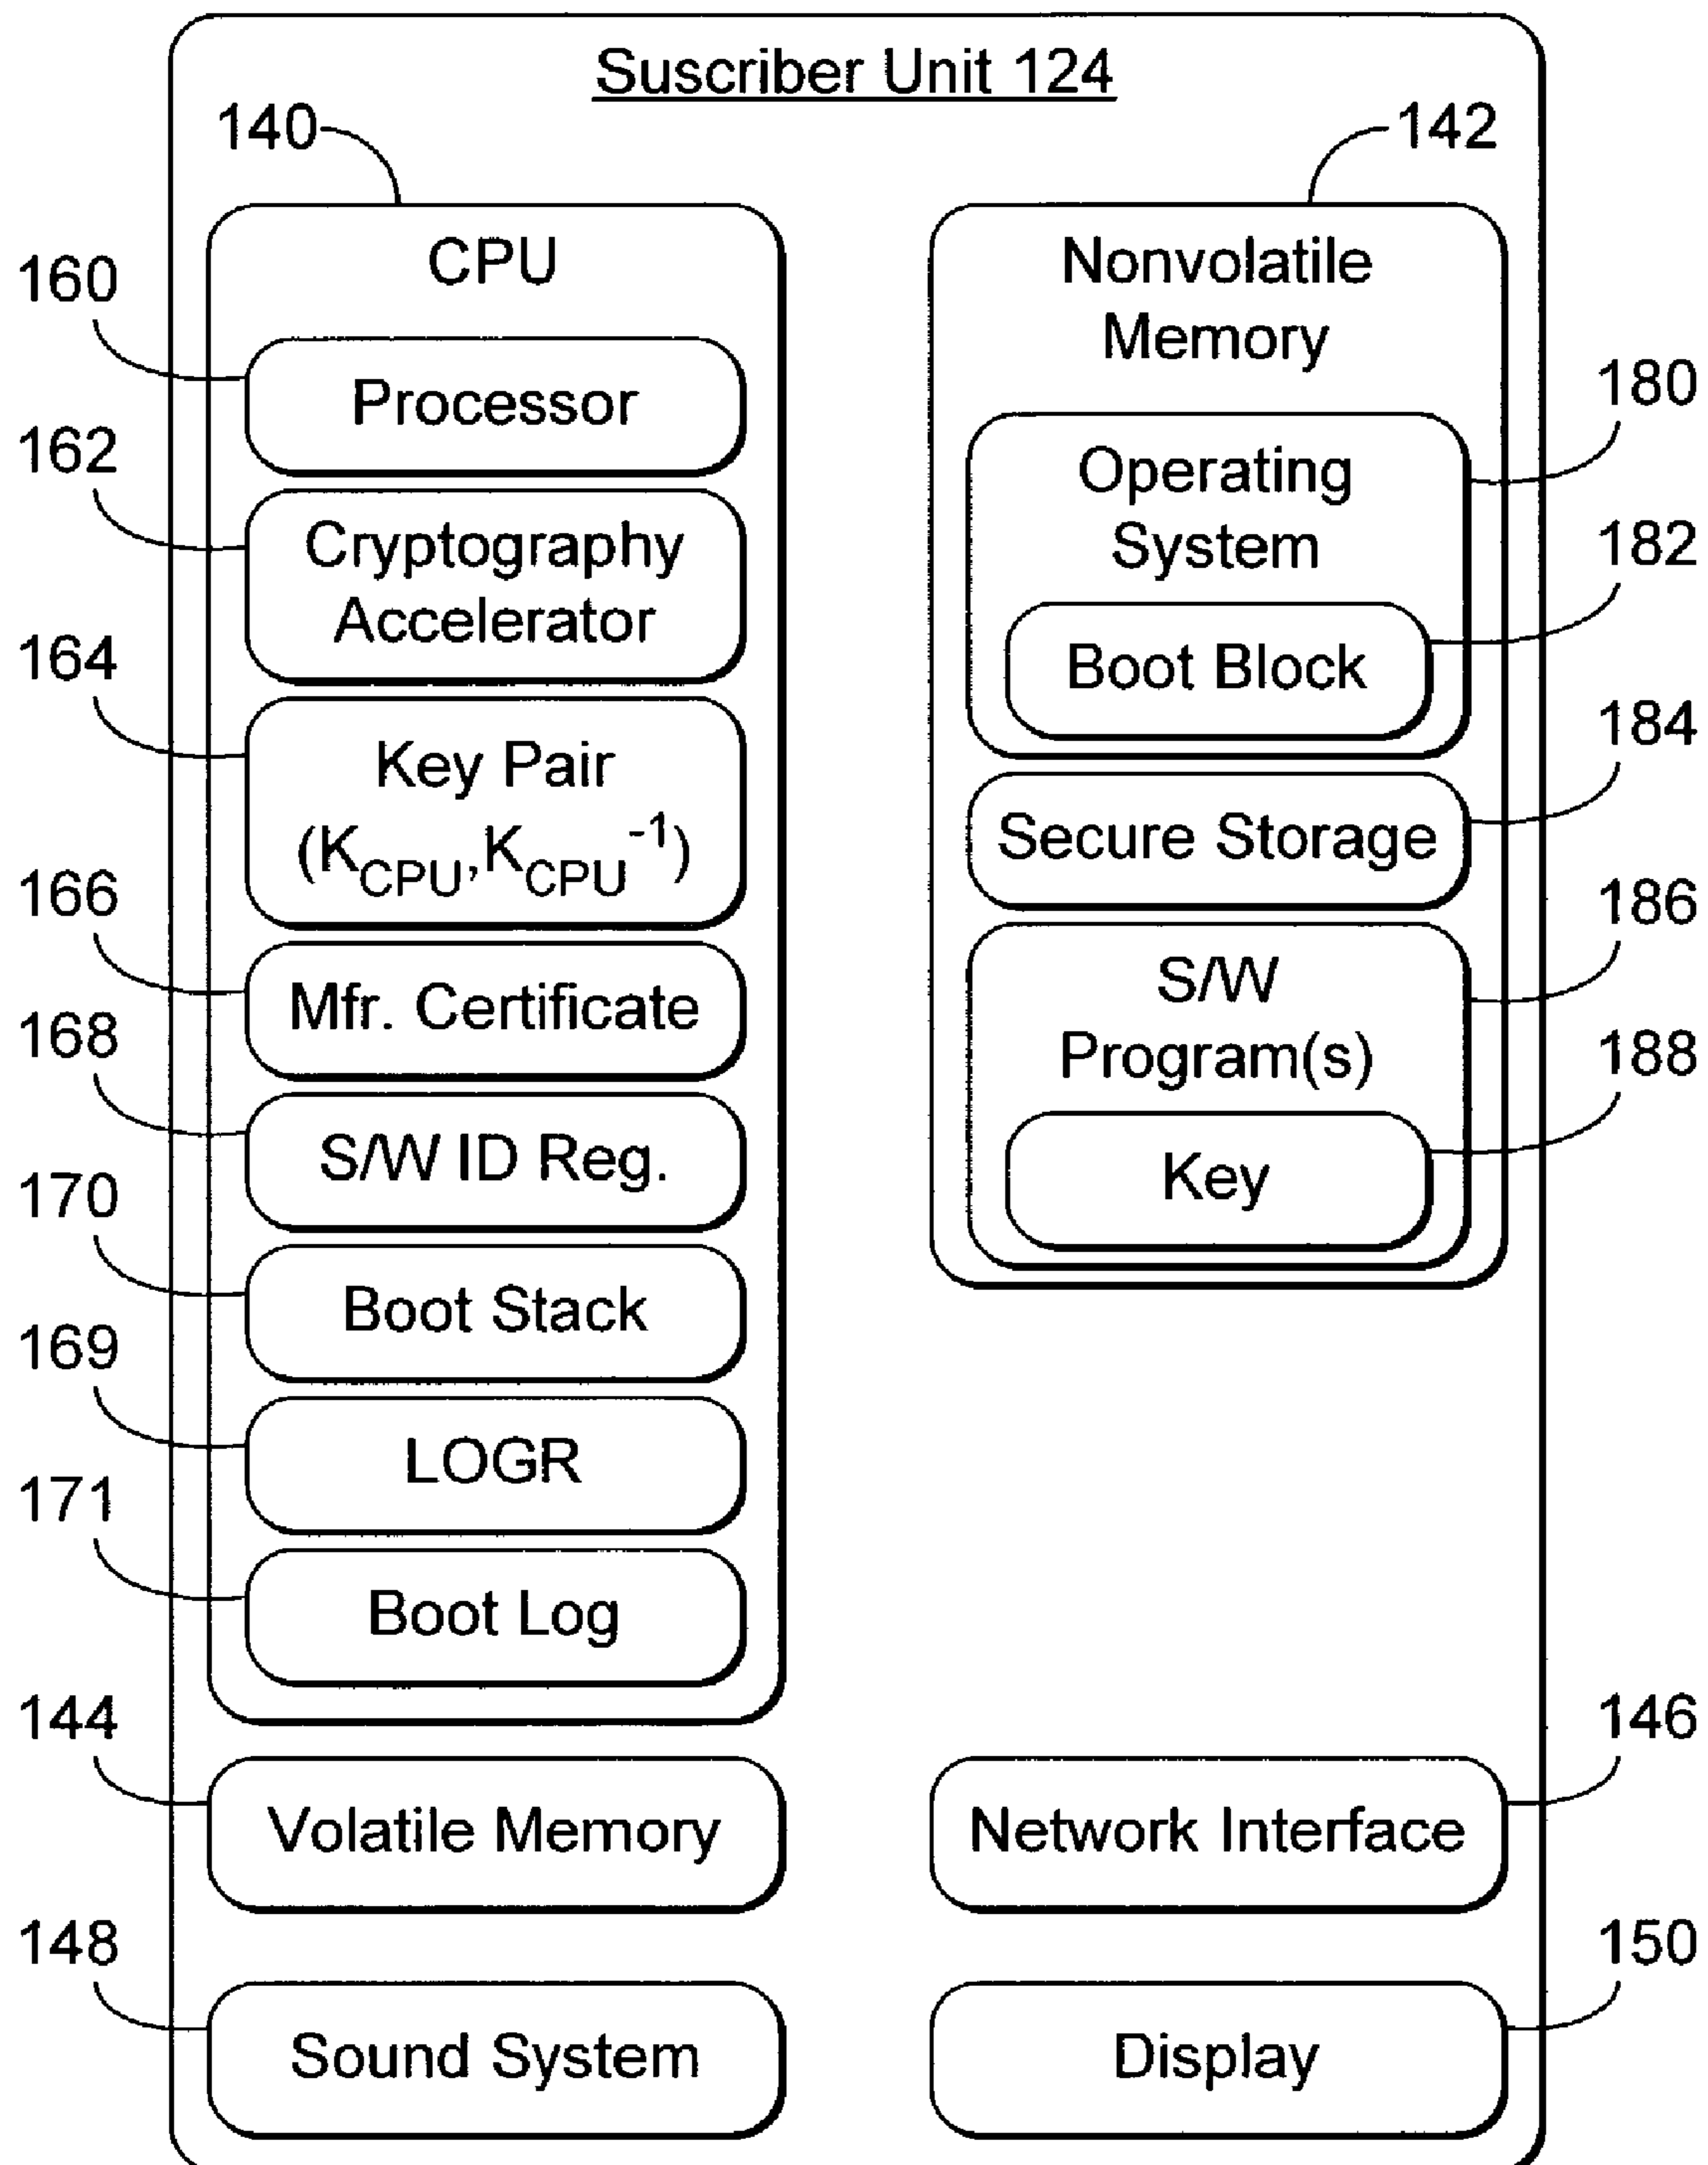 Suscriber Unit 124
140
142
CPU
160
Processor
162
Cryptography
Accelerator
164
Key Pair
(K_CPU,K_CPU^-1)
166
Mfr. Certificate
168
S/W ID Reg.
170
Boot Stack
169
LOGR
171
Boot Log
Nonvolatile
Memory
180
Operating
System
182
Boot Block
184
Secure Storage
186
S/W
Program(s)
188
Key
144
Volatile Memory
146
Network Interface
148
Sound System
150
Display